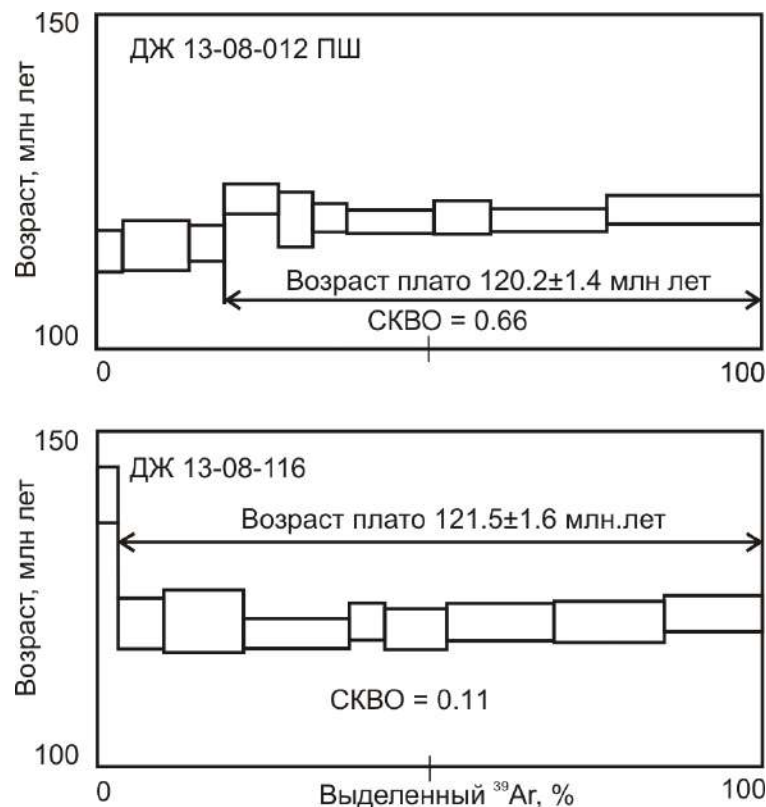 150
ДЖ 13-08-012 ПШ
Возраст, млн лет
Возраст плато 120.2±1.4 млн лет
СКВО = 0.66
100
0
100
150
ДЖ 13-08-116
Возраст плато 121.5±1.6 млн.лет
Возраст, млн лет
СКВО = 0.11
100
0
Выделенный ³⁹Ar, %
100